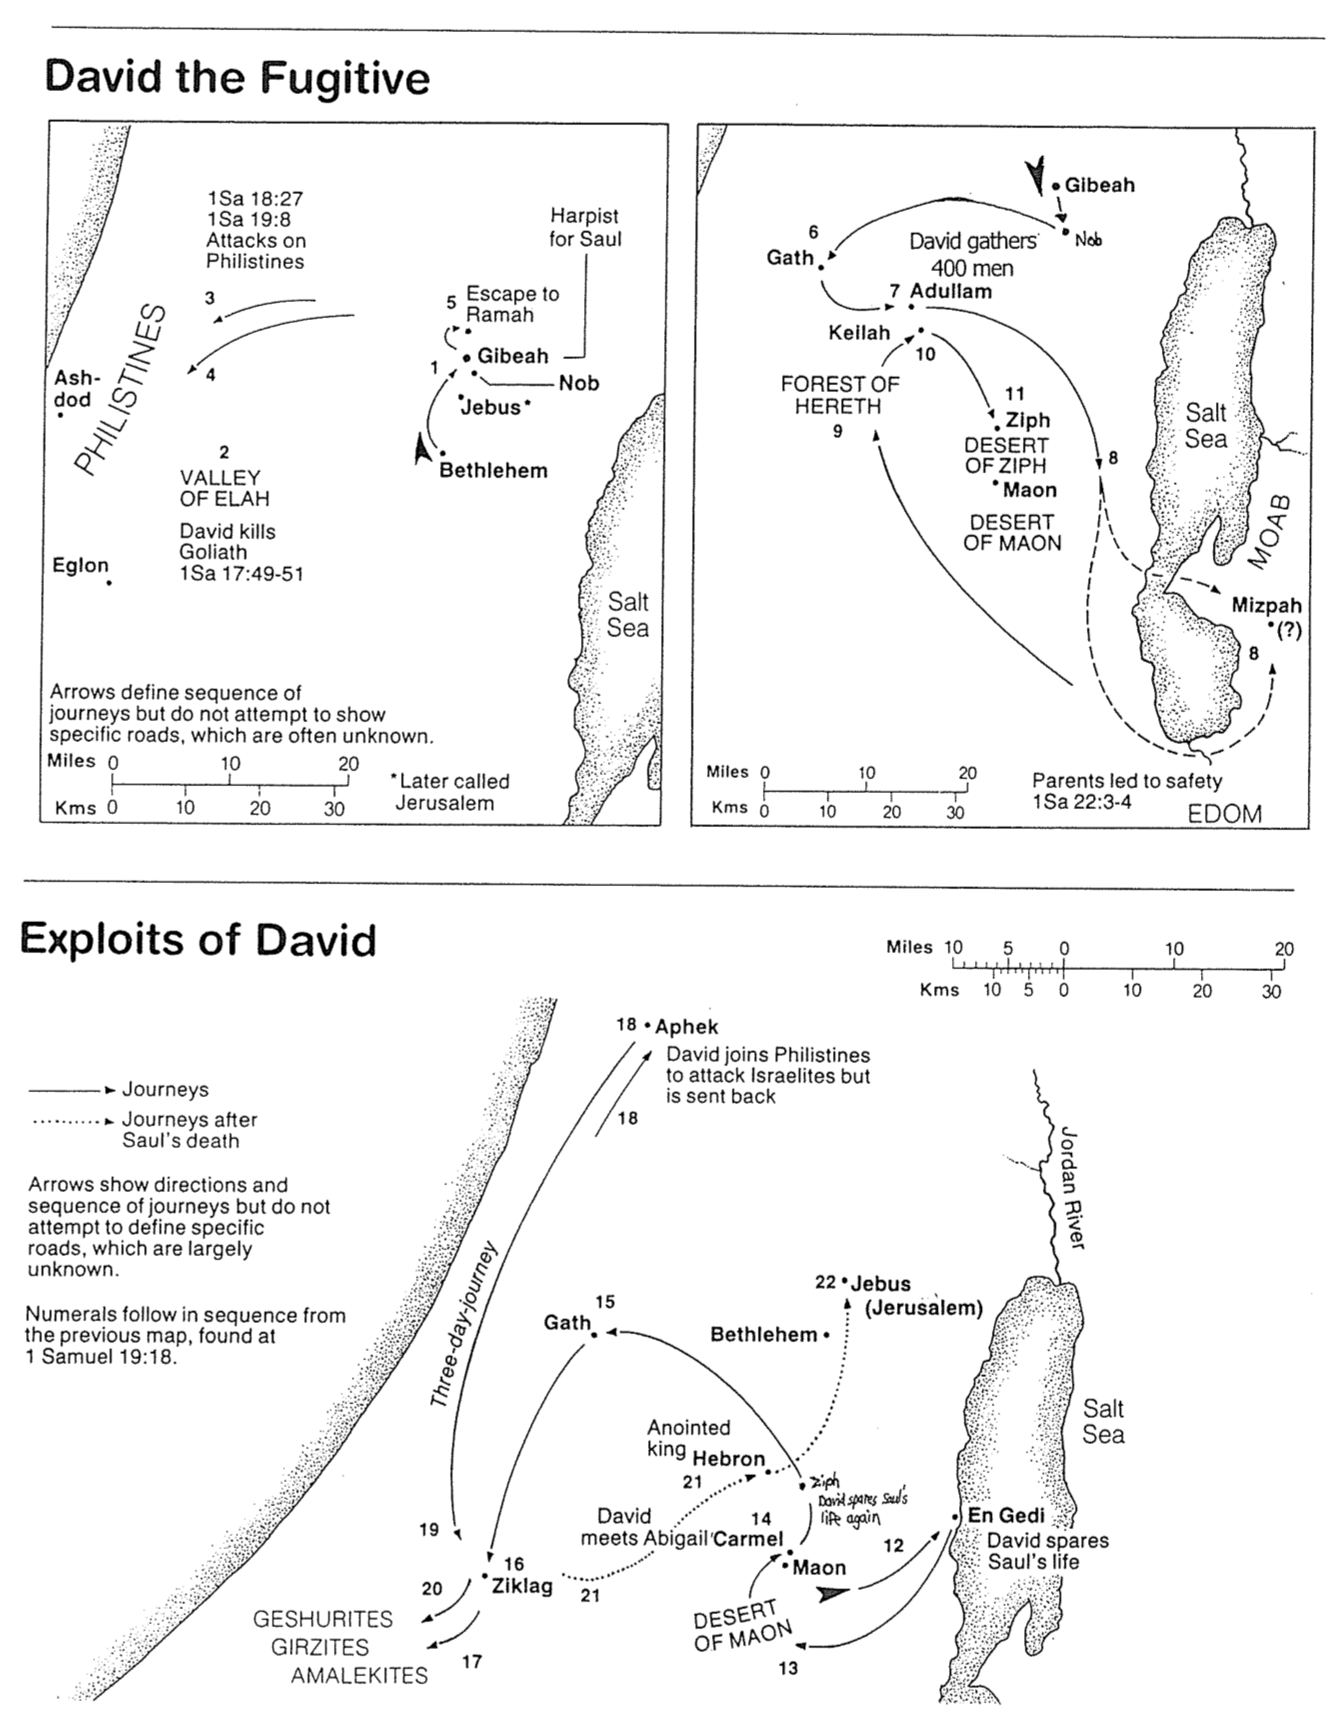 David the Fugitive
1Sa 18:27
1Sa 19:8
Attacks on
Philistines
3
4
PHILISTINES
Ash-
dod
2
VALLEY
OF ELAH
David kills
Goliath
1Sa 17:49-51
Eglon
Harpist
for Saul
5 Escape to
Ramah
Gibeah
1
Nob
Jebus*
Bethlehem
Salt
Sea
Arrows define sequence of
journeys but do not attempt to show
specific roads, which are often unknown.
Miles 0 10 20
Kms 0 10 20 30
*Later called
Jerusalem
Gibeah
Nob
6
Gath
David gathers
400 men
7 Adullam
Keilah
10
FOREST OF
HERETH
9
11
Ziph
DESERT
OF ZIPH
Maon
DESERT
OF MAON
8
Salt
Sea
MOAB
Mizpah
(?)
8
Miles 0 10 20
Kms 0 10 20 30
Parents led to safety
1Sa 22:3-4
EDOM
Exploits of David
Miles 10 5 0 10 20
Kms 10 5 0 10 20 30
Journeys
Journeys after
Saul's death
Arrows show directions and
sequence of journeys but do not
attempt to define specific
roads, which are largely
unknown.
Numerals follow in sequence from
the previous map, found at
1 Samuel 19:18.
18 Aphek
David joins Philistines
to attack Israelites but
is sent back
18
Three-day-journey
Jordan River
15
Gath
22 Jebus
(Jerusalem)
Bethlehem
Salt
Sea
Anointed
king Hebron
21
Ziph
David spares Saul's
life again
David
meets Abigail
14
Carmel
Maon
12
En Gedi
David spares
Saul's life
19
16
Ziklag
20
21
GESHURITES
GIRZITES
AMALEKITES
17
DESERT
OF MAON
13